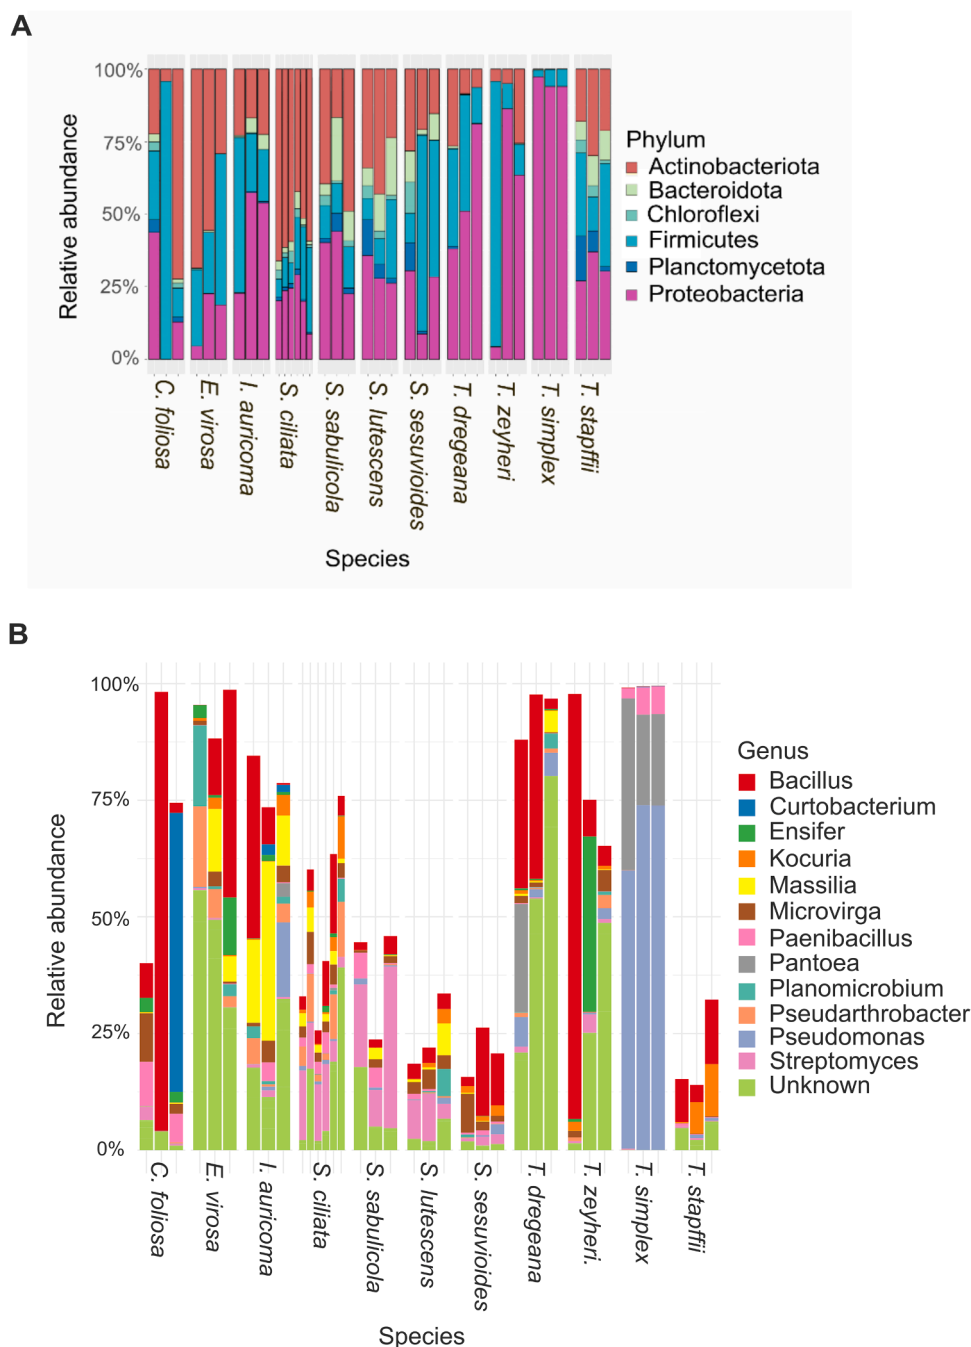 A
100%
75%
50%
25%
0%
Relative abundance
C. foliosa
E. virosa
I. auricoma
S. ciliata
S. sabulicola
S. lutescens
S. sesuvioides
T. dregeana
T. zeyheri
T. simplex
T. stapffii
Species
Phylum
Actinobacteriota
Bacteroidota
Chloroflexi
Firmicutes
Planctomycetota
Proteobacteria
B
100%
75%
50%
25%
0%
Relative abundance
C. foliosa
E. virosa
I. auricoma
S. ciliata
S. sabulicola
S. lutescens
S. sesuvioides
T. dregeana
T. zeyheri.
T. simplex
T. stapffii
Species
Genus
Bacillus
Curtobacterium
Ensifer
Kocuria
Massilia
Microvirga
Paenibacillus
Pantoea
Planomicrobium
Pseudarthrobacter
Pseudomonas
Streptomyces
Unknown